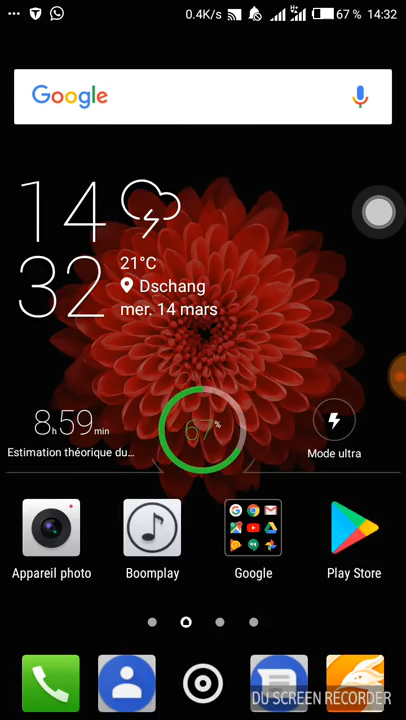 0.4K/s 67 % 14:32
Google
14
32
21°C
Dschang
mer. 14 mars
8h59min
67%
Estimation théorique du...
Mode ultra
Appareil photo
Boomplay
Google
Play Store
DU SCREEN RECORDER